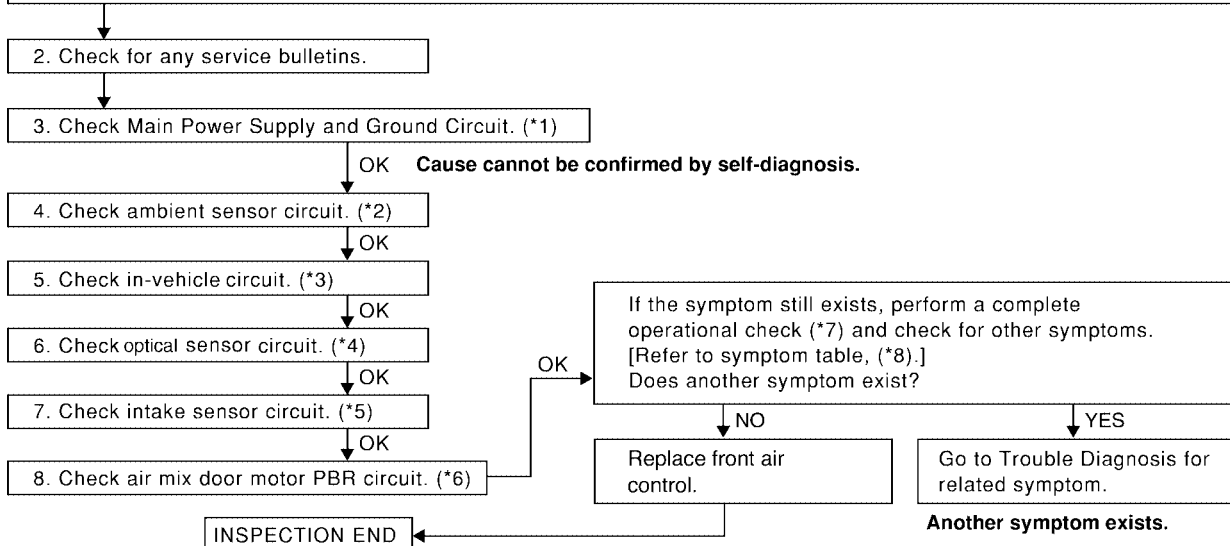 2. Check for any service bulletins.
3. Check Main Power Supply and Ground Circuit. (*1)
OK
Cause cannot be confirmed by self-diagnosis.
4. Check ambient sensor circuit. (*2)
OK
5. Check in-vehicle circuit. (*3)
OK
6. Check optical sensor circuit. (*4)
OK
7. Check intake sensor circuit. (*5)
OK
8. Check air mix door motor PBR circuit. (*6)
OK
If the symptom still exists, perform a complete
operational check (*7) and check for other symptoms.
[Refer to symptom table, (*8).]
Does another symptom exist?
NO
Replace front air
control.
YES
Go to Trouble Diagnosis for
related symptom.
Another symptom exists.
INSPECTION END